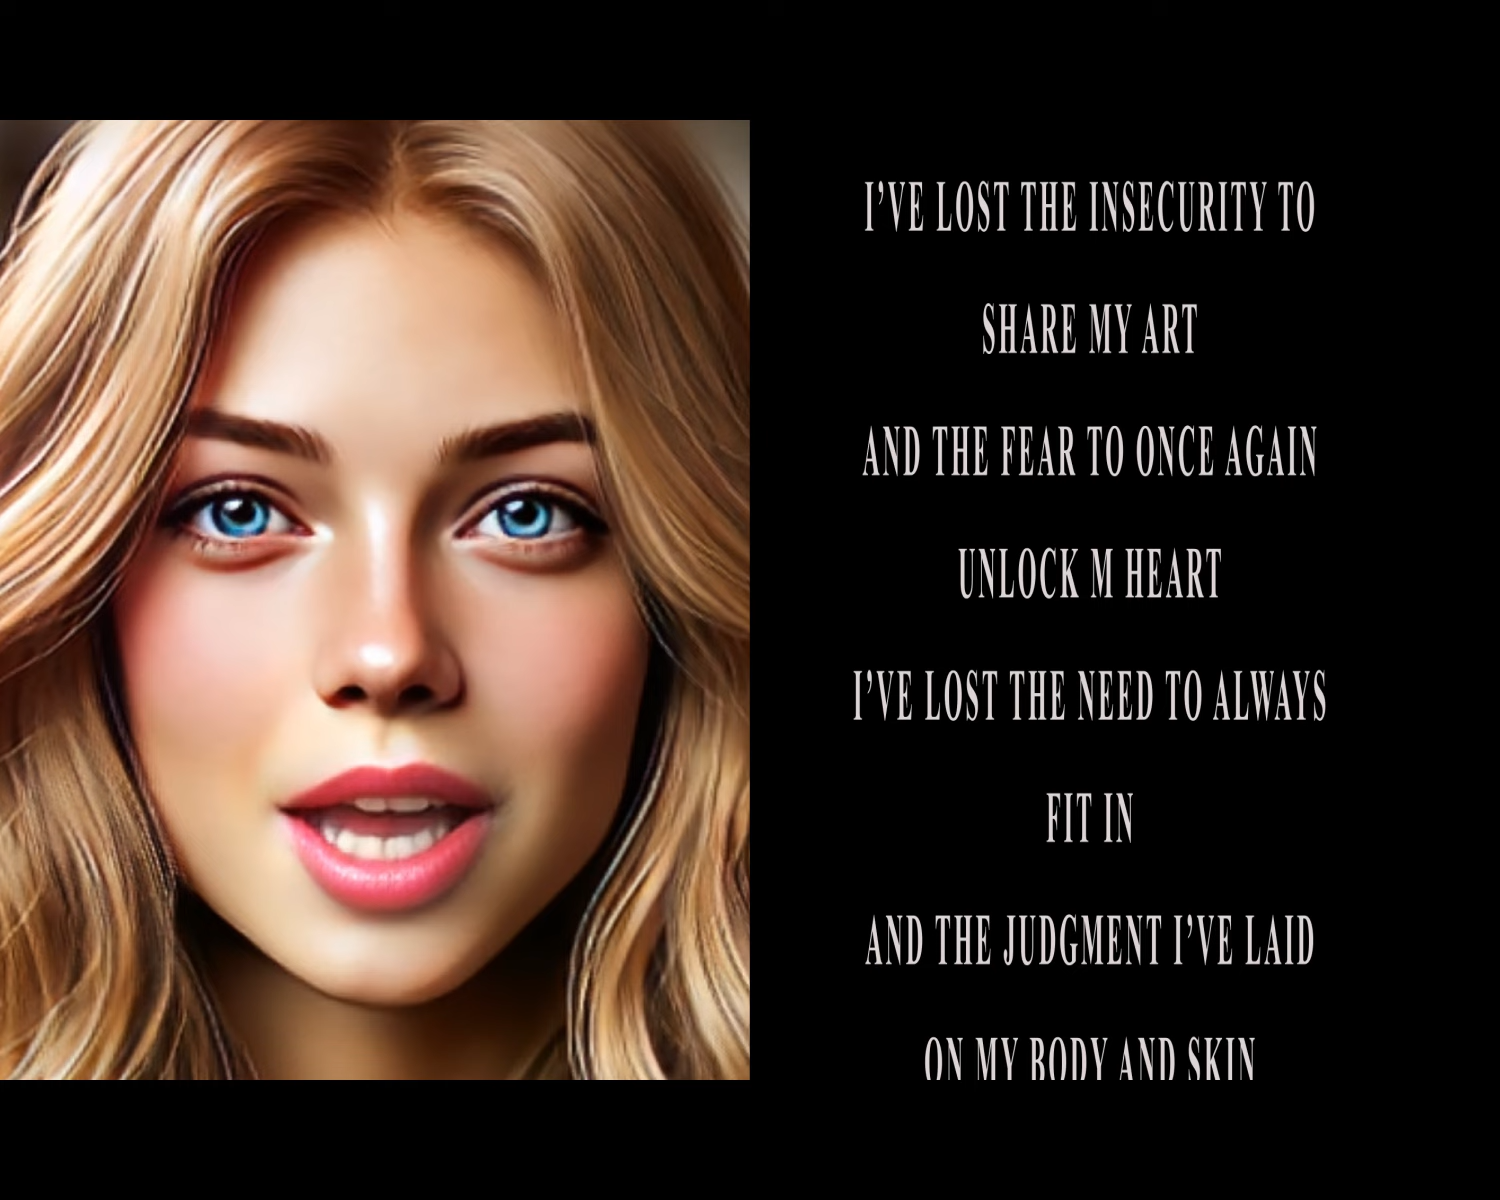 I’VE LOST THE INSECURITY TO
SHARE MY ART
AND THE FEAR TO ONCE AGAIN
UNLOCK M HEART
I’VE LOST THE NEED TO ALWAYS
FIT IN
AND THE JUDGMENT I’VE LAID
ON MY BODY AND SKIN